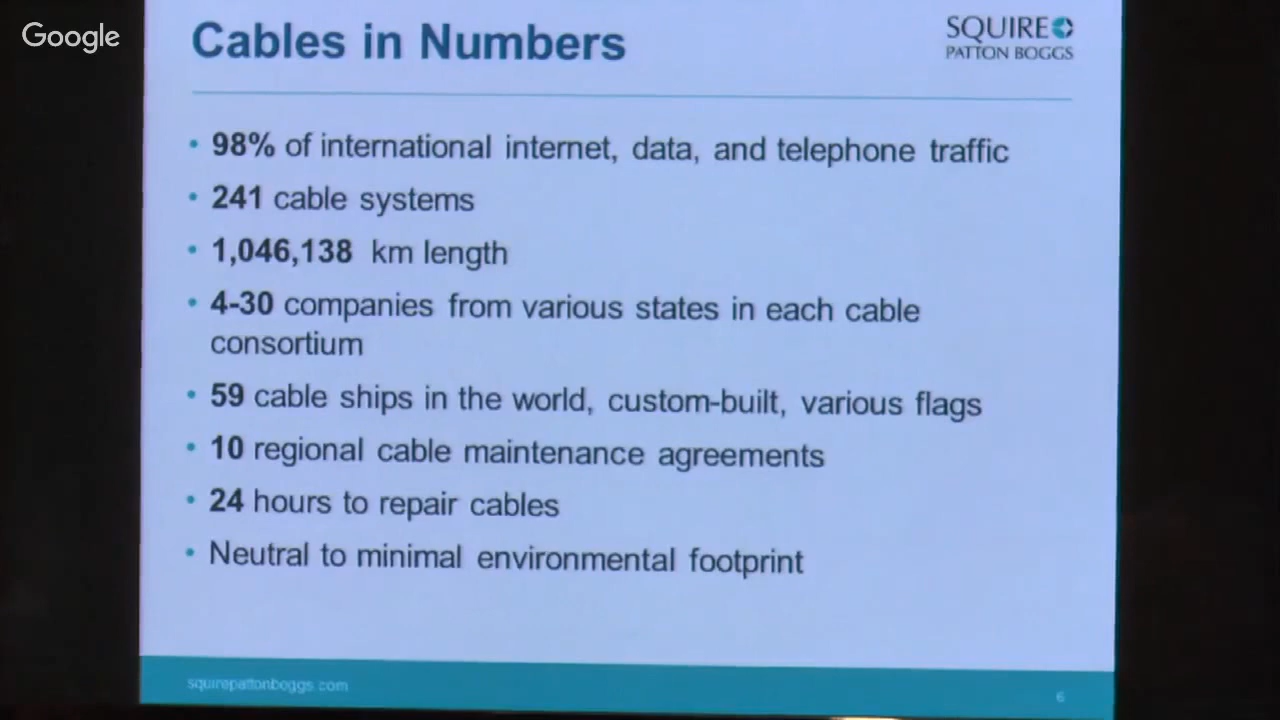 Google
Cables in Numbers
SQUIRE
PATTON BOGGS
• 98% of international internet, data, and telephone traffic
• 241 cable systems
• 1,046,138 km length
• 4-30 companies from various states in each cable
consortium
• 59 cable ships in the world, custom-built, various flags
• 10 regional cable maintenance agreements
• 24 hours to repair cables
• Neutral to minimal environmental footprint
squirepattonboggs.com
6